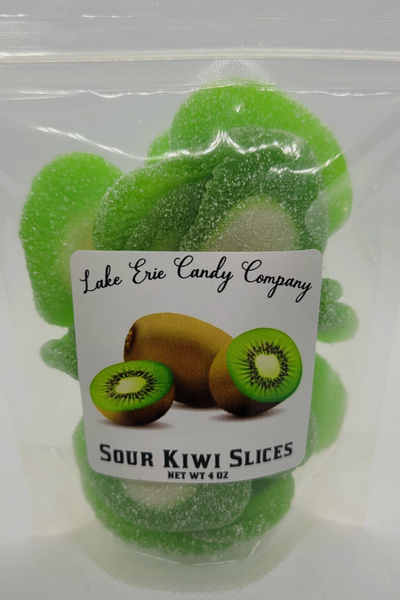 Lake Erie Candy Company
Sour Kiwi Slices
NET WT 4 OZ